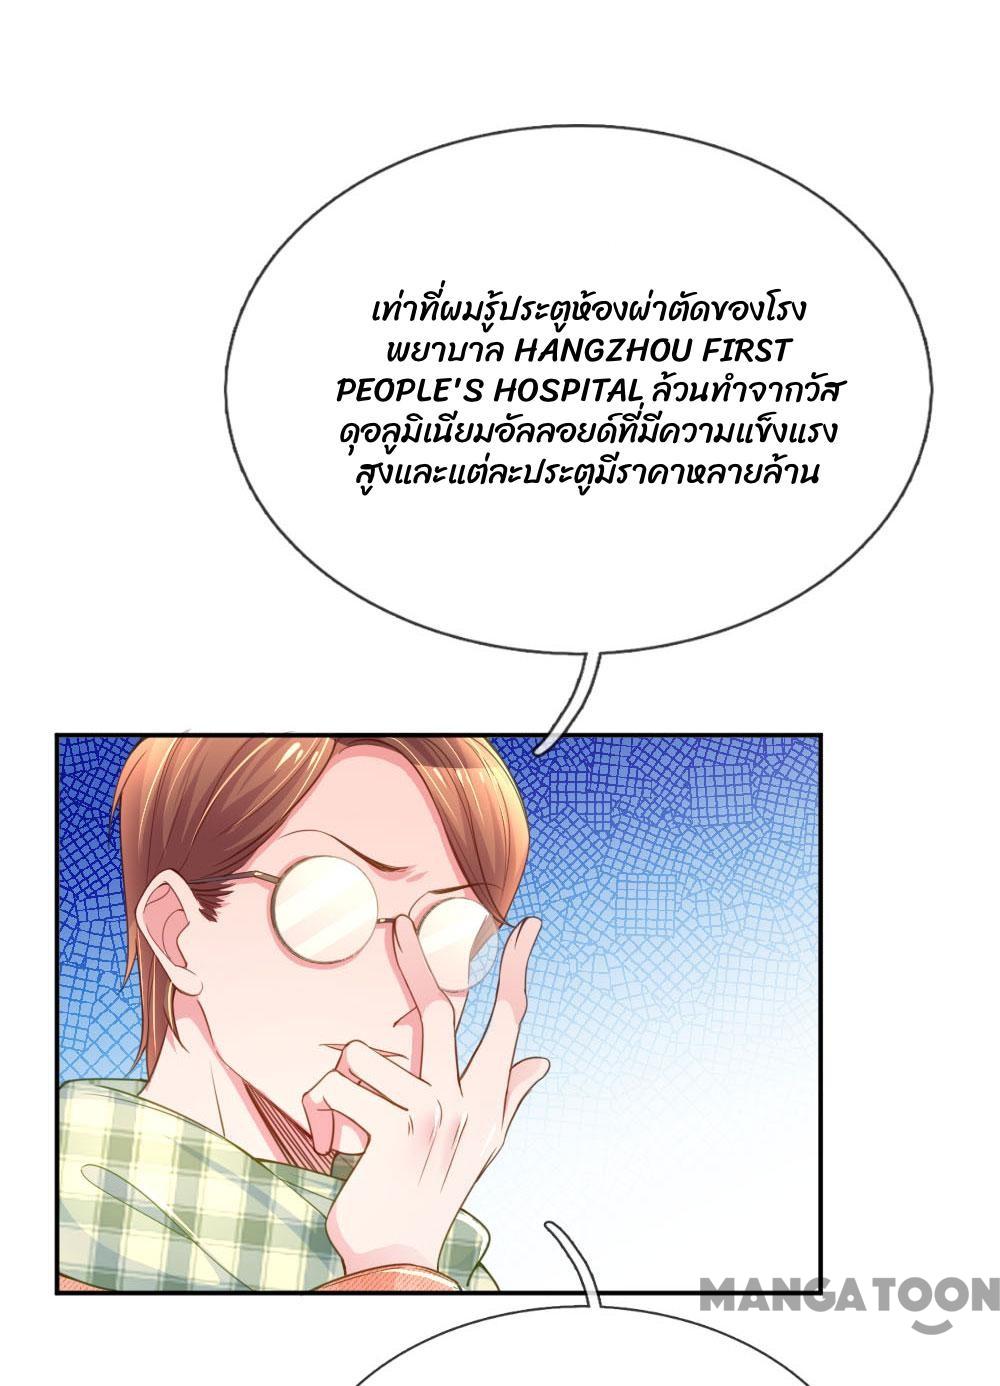 เท่าที่ผมรู้ประตูห้องผ่าตัดของโรง
พยาบาล HANGZHOU FIRST
PEOPLE'S HOSPITAL ล้วนทำจากวัส
ดุอลูมิเนียมอัลลอยด์ที่มีความแข็งแรง
สูงและแต่ละประตูมีราคาหลายล้าน
MANGATOON